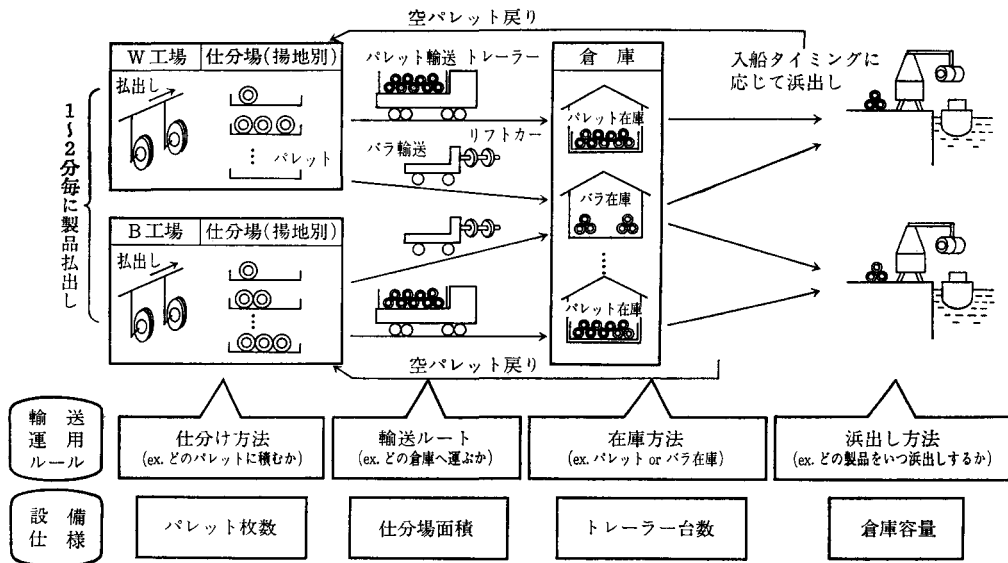 空パレット戻り
W工場 仕分場(揚地別)
払出し
パレット
1~2分毎に製品払出し
B工場 仕分場(揚地別)
払出し
パレット輸送 トレーラー
リフトカー
バラ輸送
倉庫
パレット在庫
バラ在庫
パレット在庫
入船タイミングに
応じて浜出し
空パレット戻り
輸送
運用
ルール
仕分け方法
(ex. どのパレットに積むか)
輸送ルート
(ex. どの倉庫へ運ぶか)
在庫方法
(ex. パレット or バラ在庫)
浜出し方法
(ex. どの製品をいつ浜出しするか)
設備
仕様
パレット枚数
仕分場面積
トレーラー台数
倉庫容量